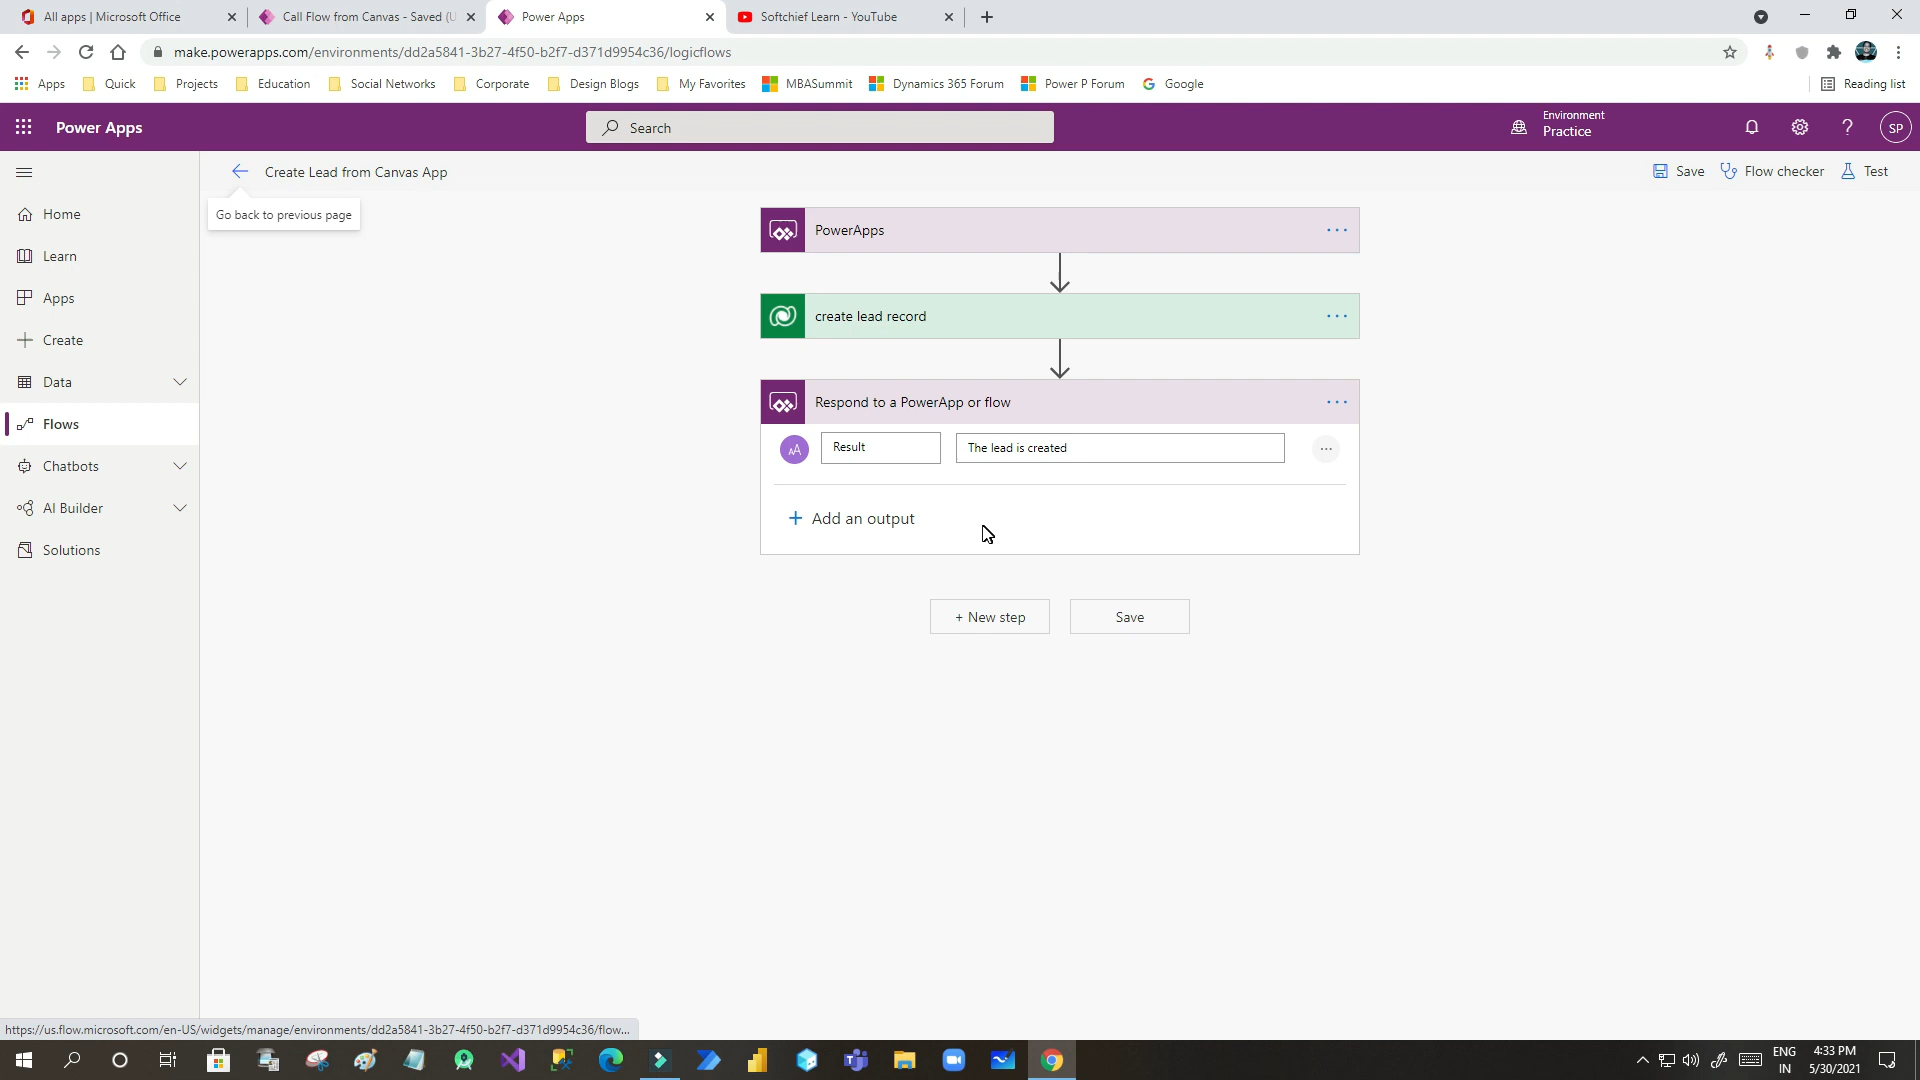 All apps | Microsoft Office
Call Flow from Canvas - Saved (U
Power Apps
Softchief Learn - YouTube
make.powerapps.com/environments/dd2a5841-3b27-4f50-b2f7-d371d9954c36/logicflows
Apps
Quick
Projects
Education
Social Networks
Corporate
Design Blogs
My Favorites
MBASummit
Dynamics 365 Forum
Power P Forum
Google
Reading list
Power Apps
Search
Environment
Practice
SP
Create Lead from Canvas App
Save
Flow checker
Test
Go back to previous page
Home
Learn
Apps
Create
Data
Flows
Chatbots
AI Builder
Solutions
PowerApps
create lead record
Respond to a PowerApp or flow
AA
Result
The lead is created
+ Add an output
+ New step
Save
https://us.flow.microsoft.com/en-US/widgets/manage/environments/dd2a5841-3b27-4f50-b2f7-d371d9954c36/flow...
ENG
IN
4:33 PM
5/30/2021